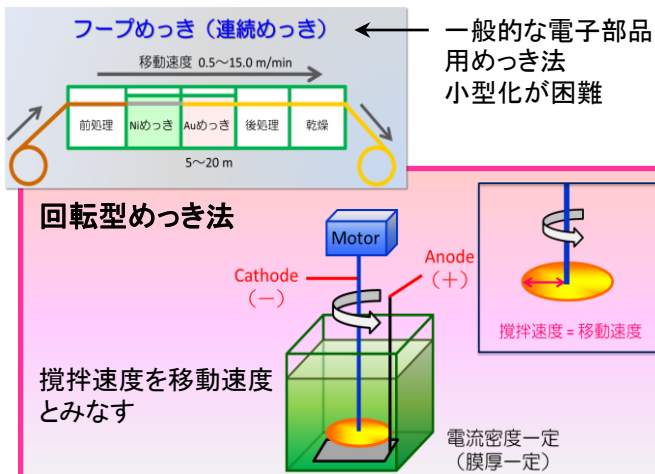 フープめっき（連続めっき）
移動速度 0.5～15.0 m/min
前処理
Niめっき
Auめっき
後処理
乾燥
5～20 m
一般的な電子部品
用めっき法
小型化が困難
回転型めっき法
Motor
Cathode
（－）
Anode
（＋）
撹拌速度 = 移動速度
撹拌速度を移動速度
とみなす
電流密度一定
（膜厚一定）